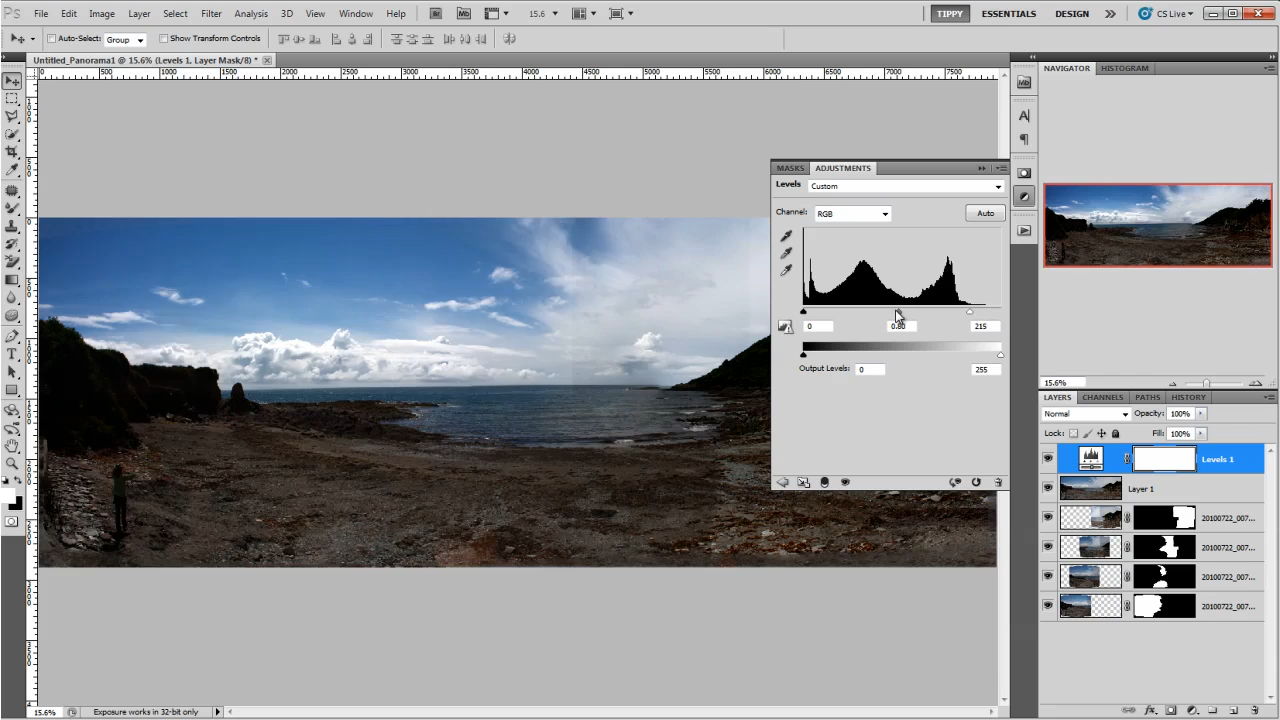 PS File Edit Image Layer Select Filter Analysis 3D View Window Help Br Mb 15.6 TIPPY ESSENTIALS DESIGN CS Live
Auto-Select: Group Show Transform Controls
Untitled_Panorama1 @ 15.6% (Levels 1, Layer Mask/8) *
0 500 1000 1500 2000 2500 3000 3500 4000 4500 5000 5500 6000 6500 7000 7500
NAVIGATOR HISTOGRAM
Mb
MASKS ADJUSTMENTS
Levels Custom
Channel: RGB Auto
0 0.80 215
Output Levels: 0 255
15.6%
LAYERS CHANNELS PATHS HISTORY
Normal Opacity: 100%
Lock: Fill: 100%
Levels 1
Layer 1
20100722_007...
20100722_007...
20100722_007...
20100722_007...
15.6% Exposure works in 32-bit only